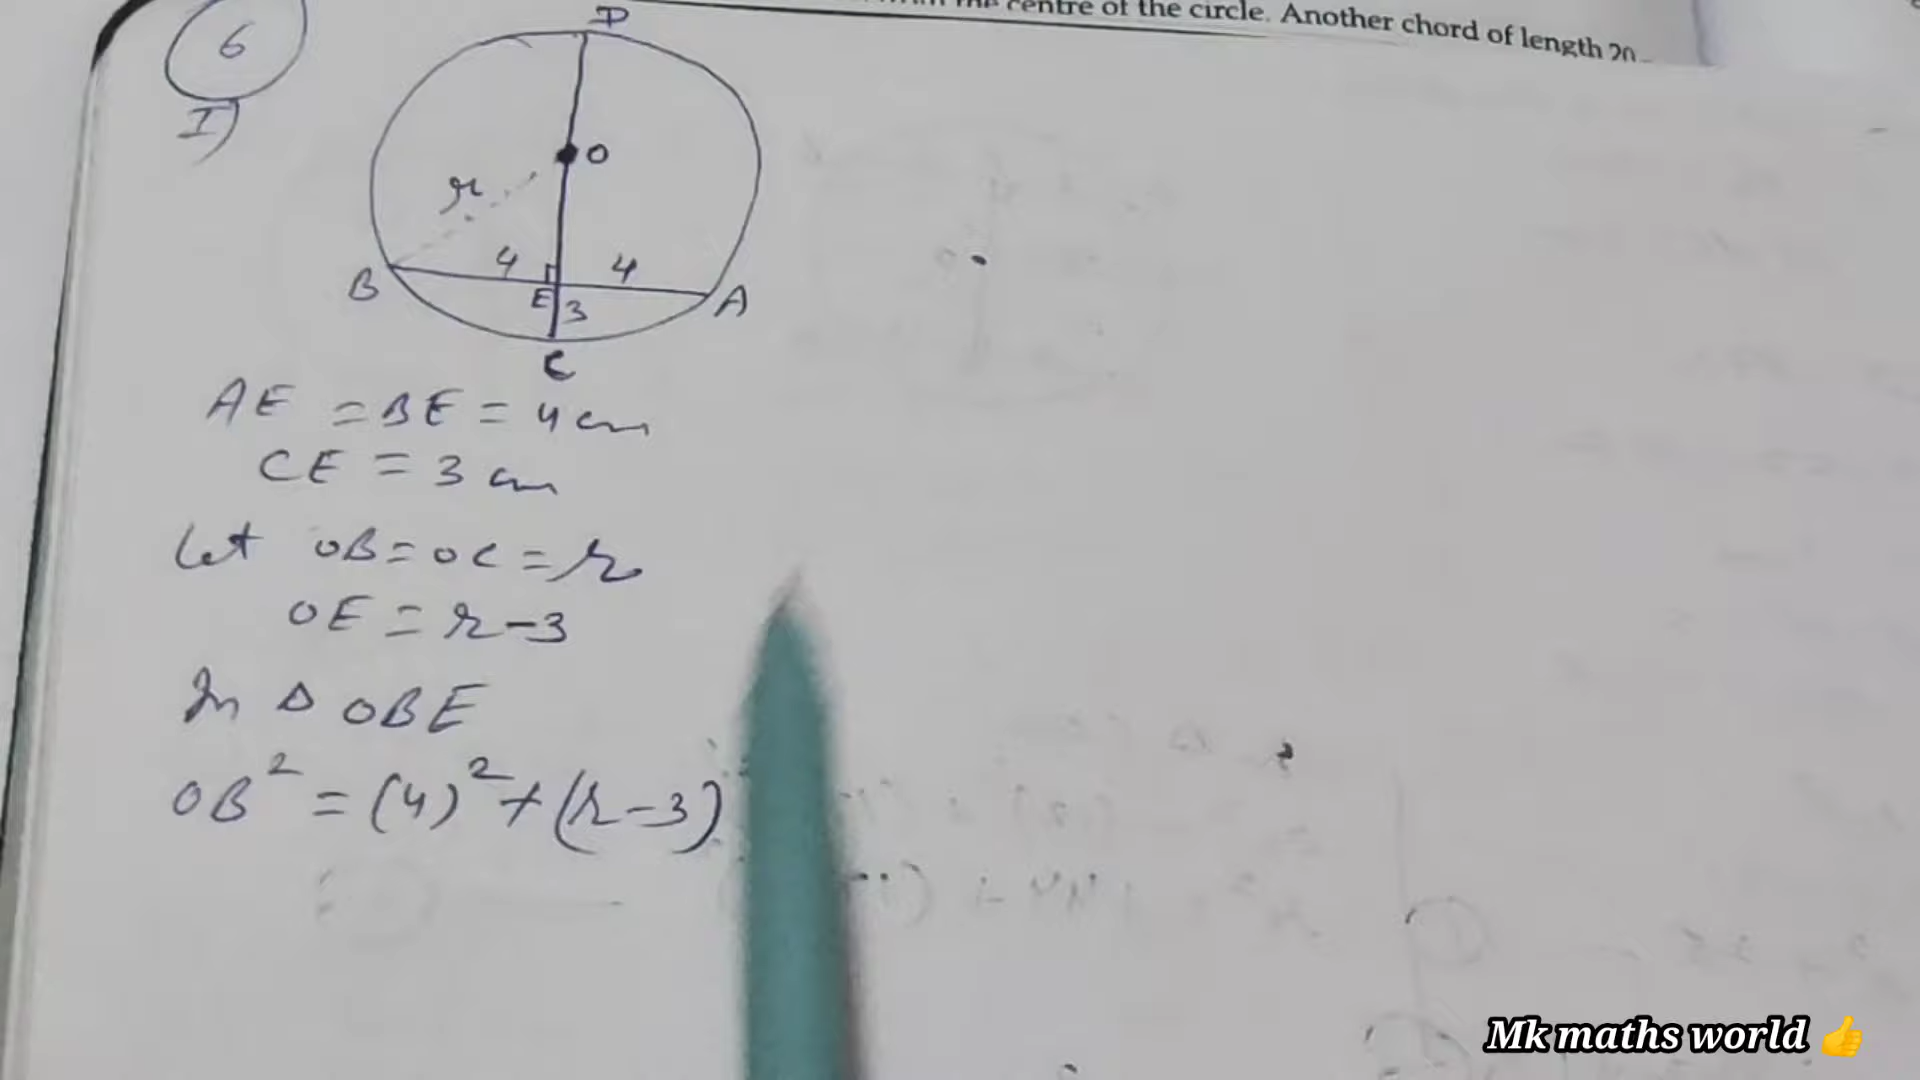 centre of the circle. Another chord of length 20
6
I)
D
O
r
4
4
B
E
3
A
C
AE = BE = 4 cm
CE = 3 cm
Let OB = OC = r
OE = r-3
In Δ OBE
OB² = (4)² + (r-3)
Mk maths world 👍